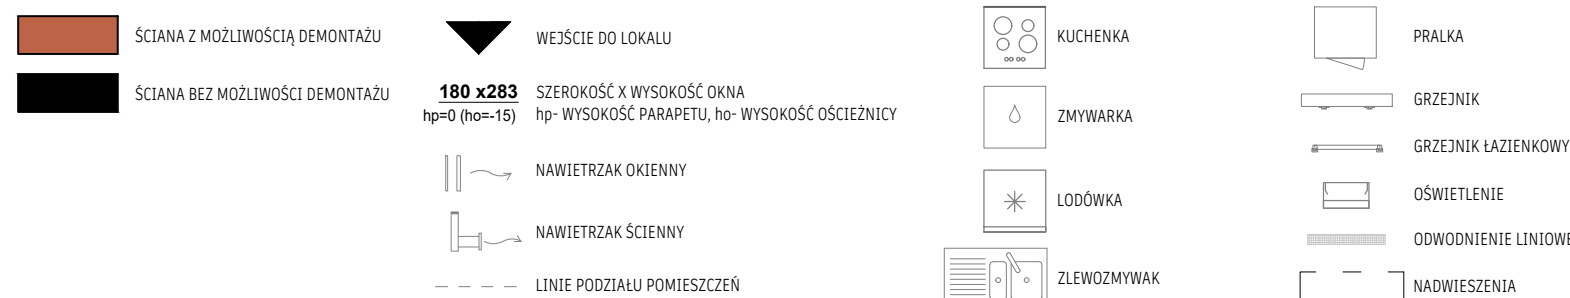 ŚCIANA Z MOŻLIWOŚCIĄ DEMONTAŻU
ŚCIANA BEZ MOŻLIWOŚCI DEMONTAŻU
WEJŚCIE DO LOKALU
180 x283
hp=0 (ho=-15)
SZEROKOŚĆ X WYSOKOŚĆ OKNA
hp- WYSOKOŚĆ PARAPETU, ho- WYSOKOŚĆ OŚCIEŻNICY
NAWIETRZAK OKIENNY
NAWIETRZAK ŚCIENNY
LINIE PODZIAŁU POMIESZCZEŃ
KUCHENKA
ZMYWARKA
LODÓWKA
ZLEWOZMYWAK
PRALKA
GRZEJNIK
GRZEJNIK ŁAZIENKOWY
OŚWIETLENIE
ODWODNIENIE LINIOWE
NADWIESZENIA